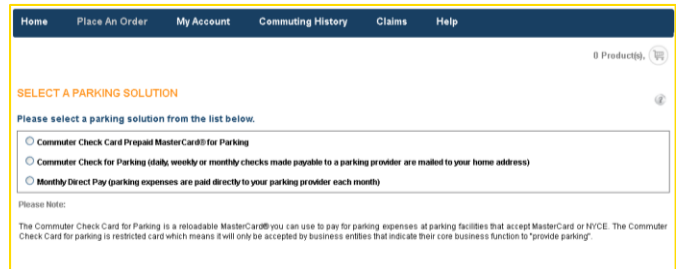 Home Place An Order My Account Commuting History Claims Help
0 Product(s),
SELECT A PARKING SOLUTION
Please select a parking solution from the list below.
Commuter Check Card Prepaid MasterCard® for Parking
Commuter Check for Parking (daily, weekly or monthly checks made payable to a parking provider are mailed to your home address)
Monthly Direct Pay (parking expenses are paid directly to your parking provider each month)
Please Note:
The Commuter Check Card for Parking is a reloadable MasterCard® you can use to pay for parking expenses at parking facilities that accept MasterCard or NYCE. The Commuter
Check Card for parking is restricted card which means it will only be accepted by business entities that indicate their core business function to "provide parking".